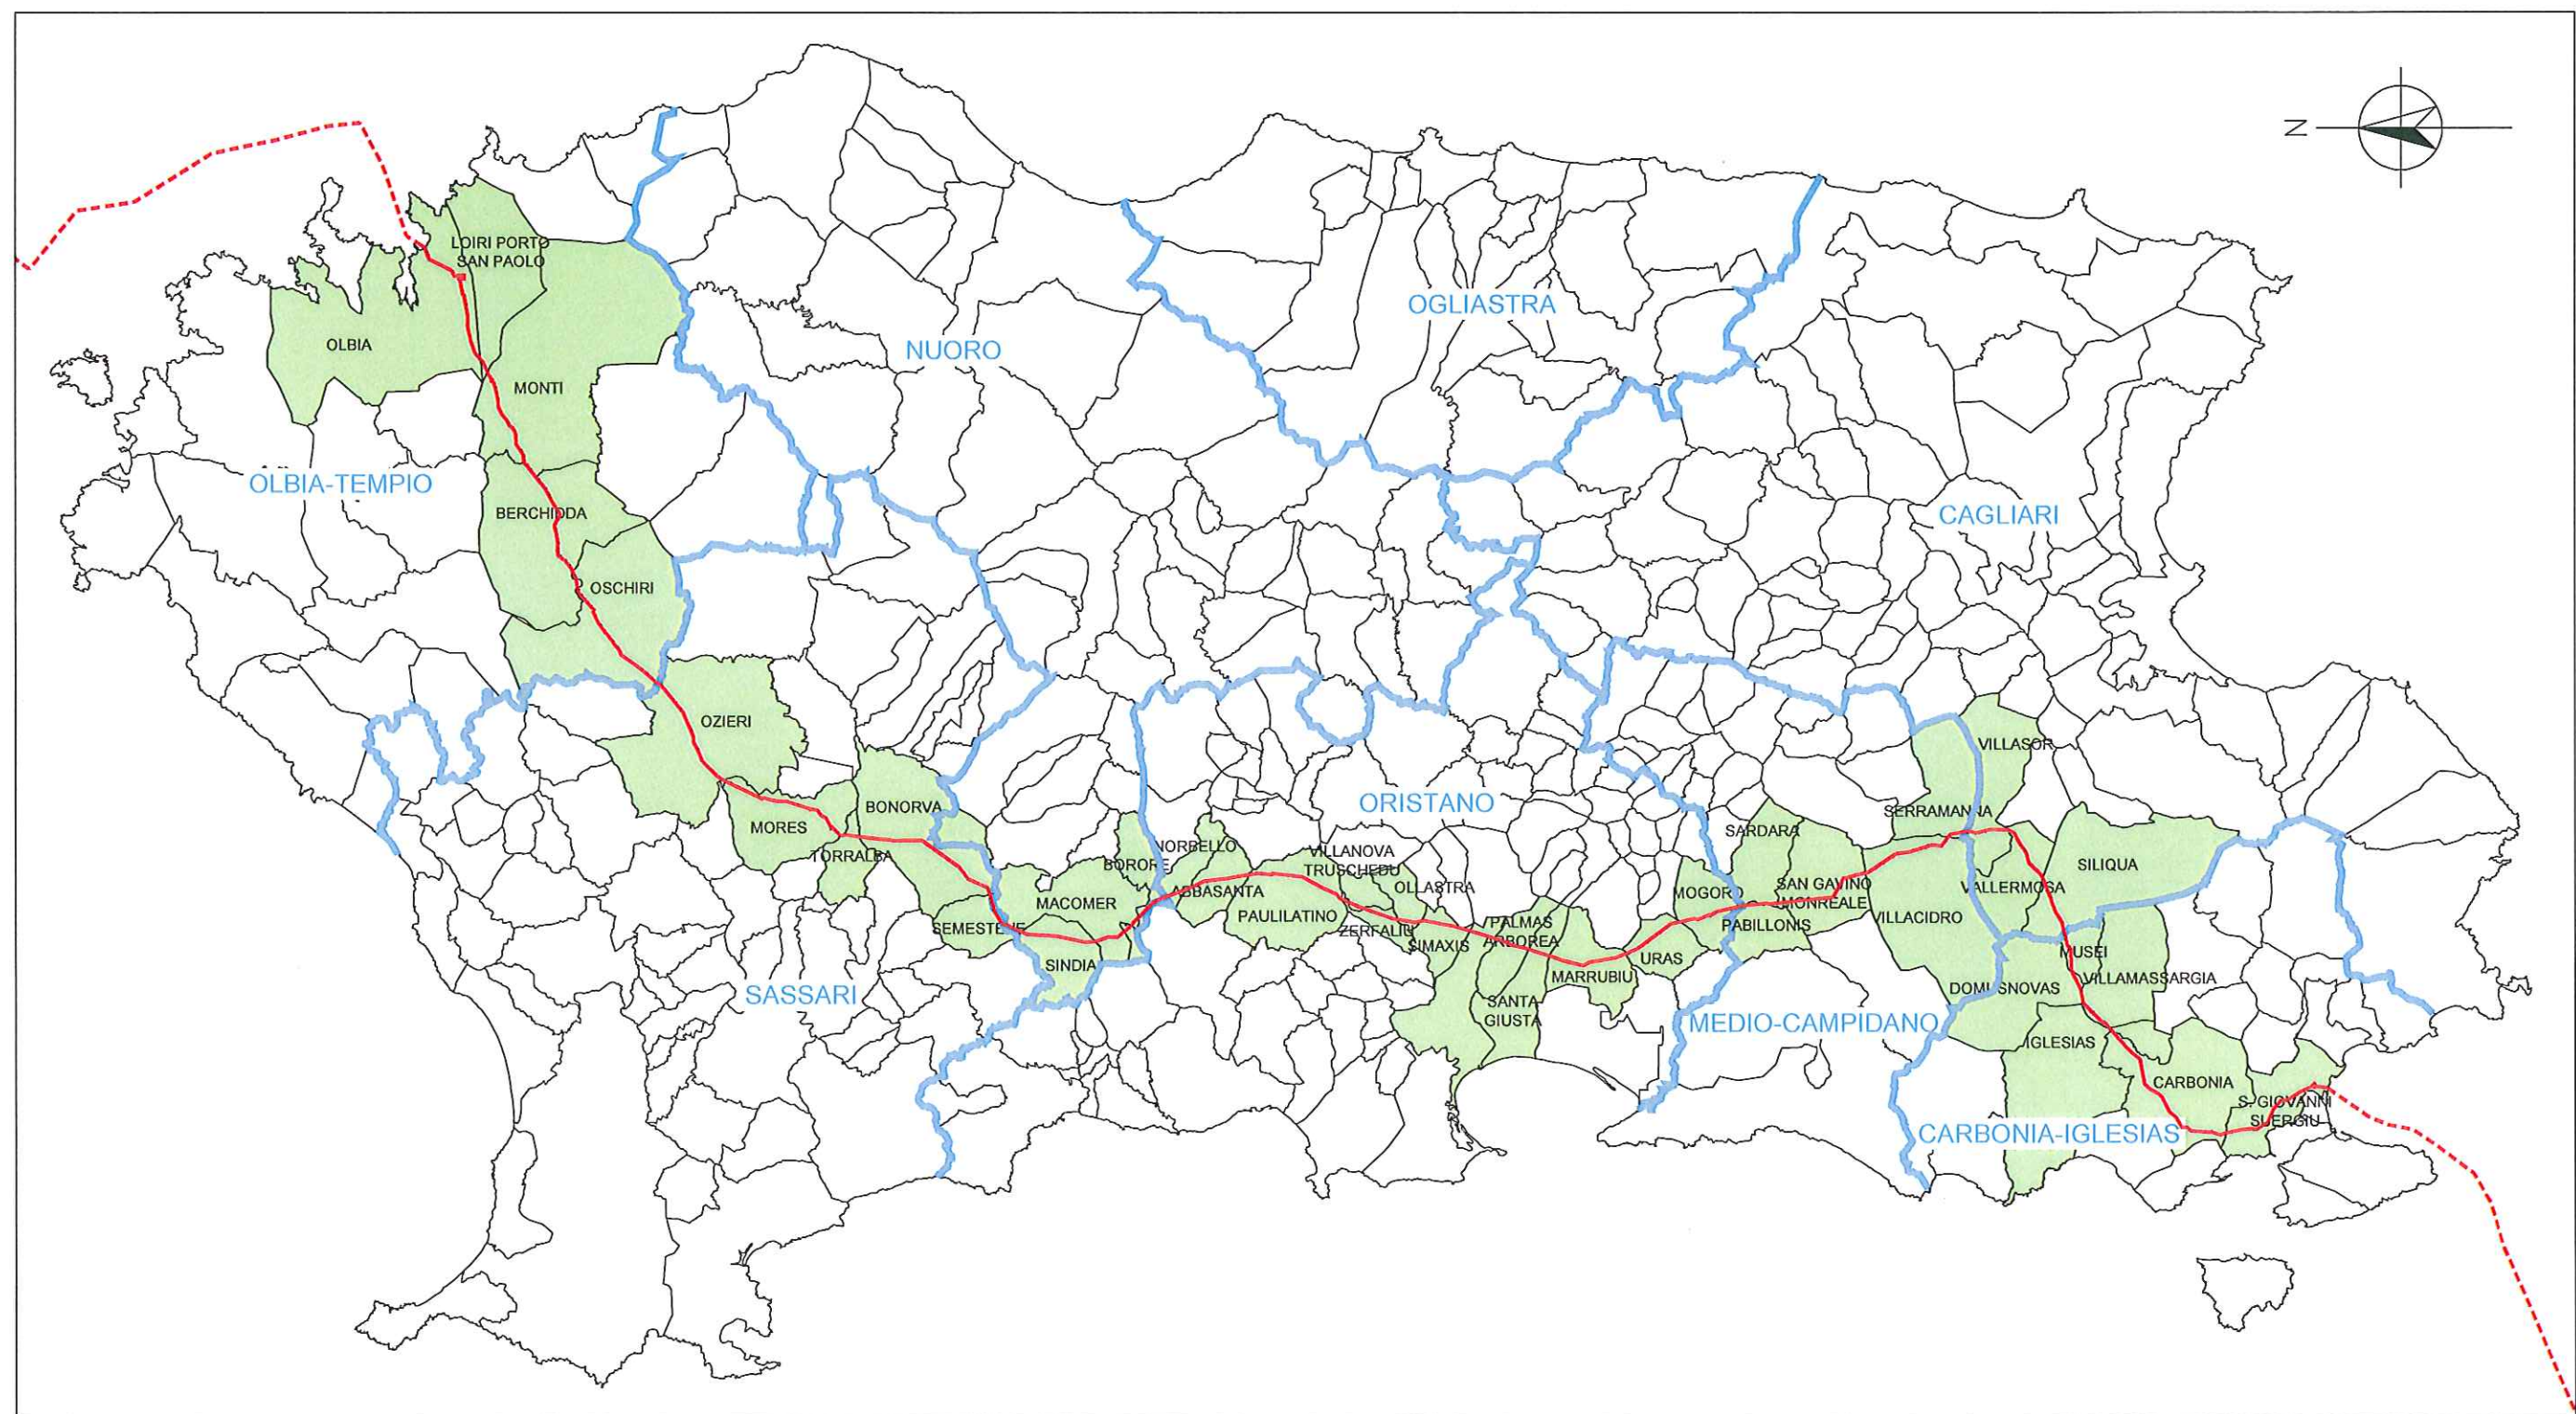 N
LOIRI PORTO
SAN PAOLO
OLBIA
MONTI
OLBIA-TEMPIO
BERCHIDDA
OSCHIRI
NUORO
OGLIASTRA
CAGLIARI
OZIERI
MORES
TORRALBA
BONORVA
SEMESTENE
SASSARI
MACOMER
SINDIA
BORORE
NORBELLO
ABBASANTA
PAULILATINO
ORISTANO
VILLANOVA
TRUSCHEDU
OLLASTRA
ZERFALIU
SIMAXIS
PALMAS
ARBOREA
SANTA
GIUSTA
MARRUBIU
URAS
MOGORO
SARDARA
SAN GAVINO
MONREALE
PABILLONIS
MEDIO-CAMPIDANO
SERRAMANNA
VILLASOR
VILLACIDRO
VALLERMOSA
SILIQUA
MUSEI
VILLAMASSARGIA
DOMUSNOVAS
IGLESIAS
CARBONIA
S. GIOVANNI
SUERGIU
CARBONIA-IGLESIAS